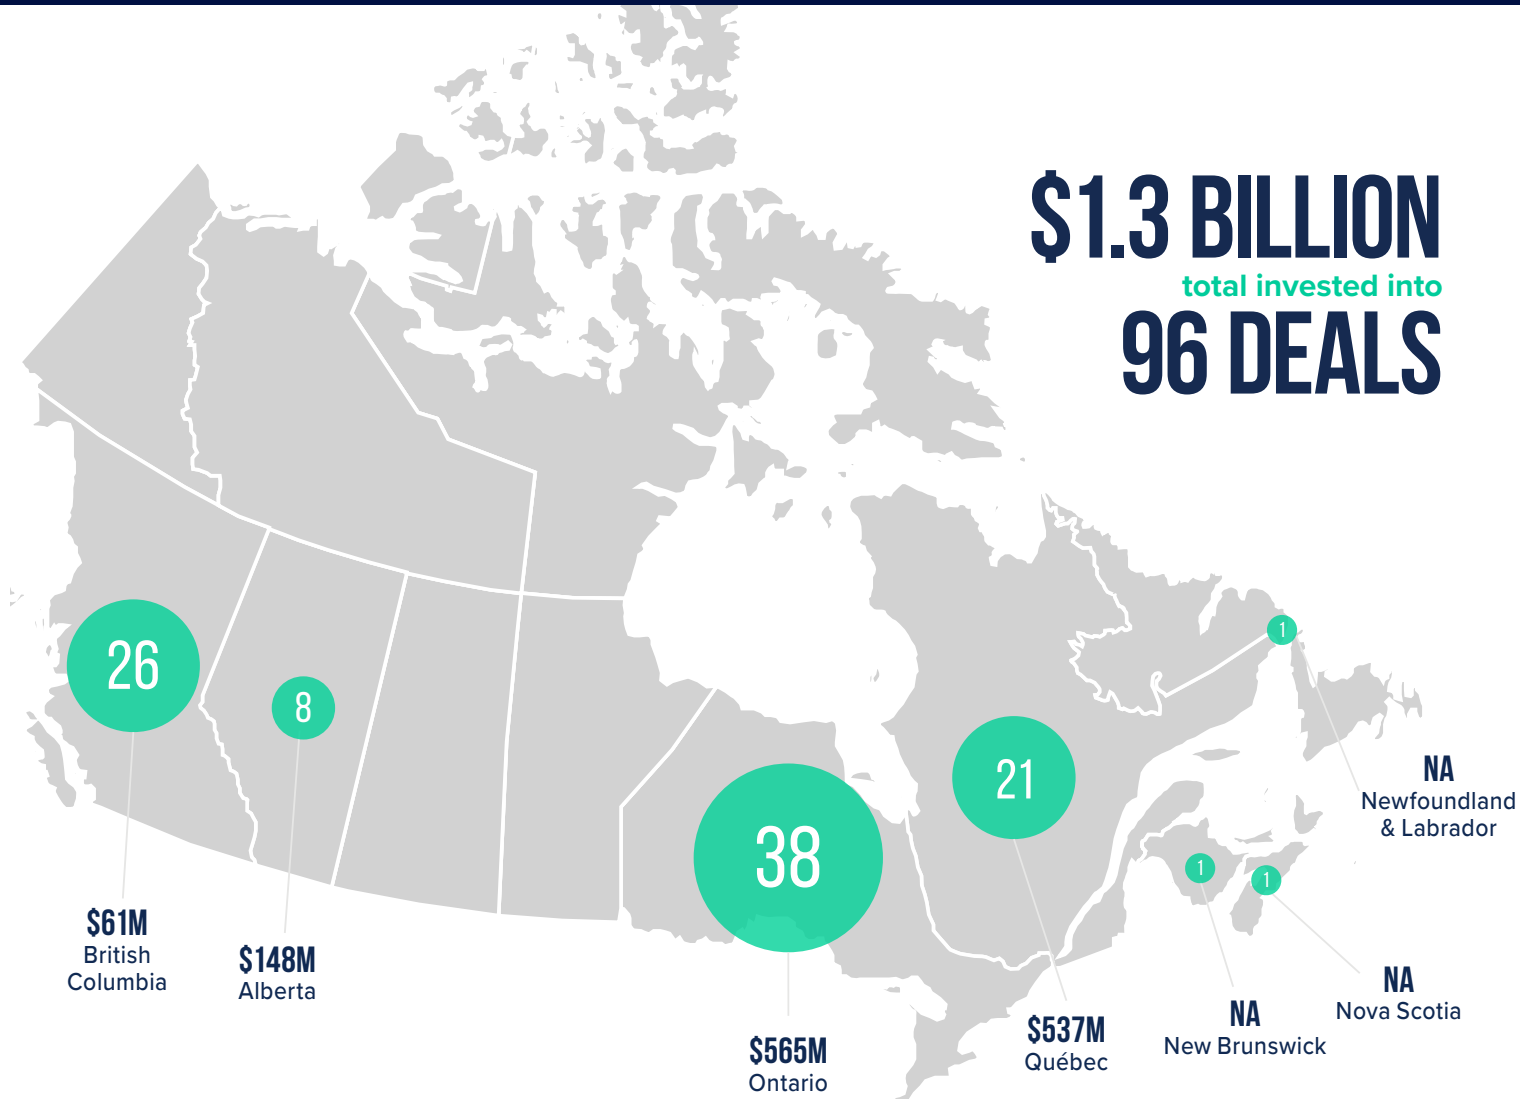 $1.3 BILLION
total invested into
96 DEALS
26
8
38
21
1
1
1
$61M
British
Columbia
$148M
Alberta
$565M
Ontario
$537M
Québec
NA
New Brunswick
NA
Nova Scotia
NA
Newfoundland
& Labrador